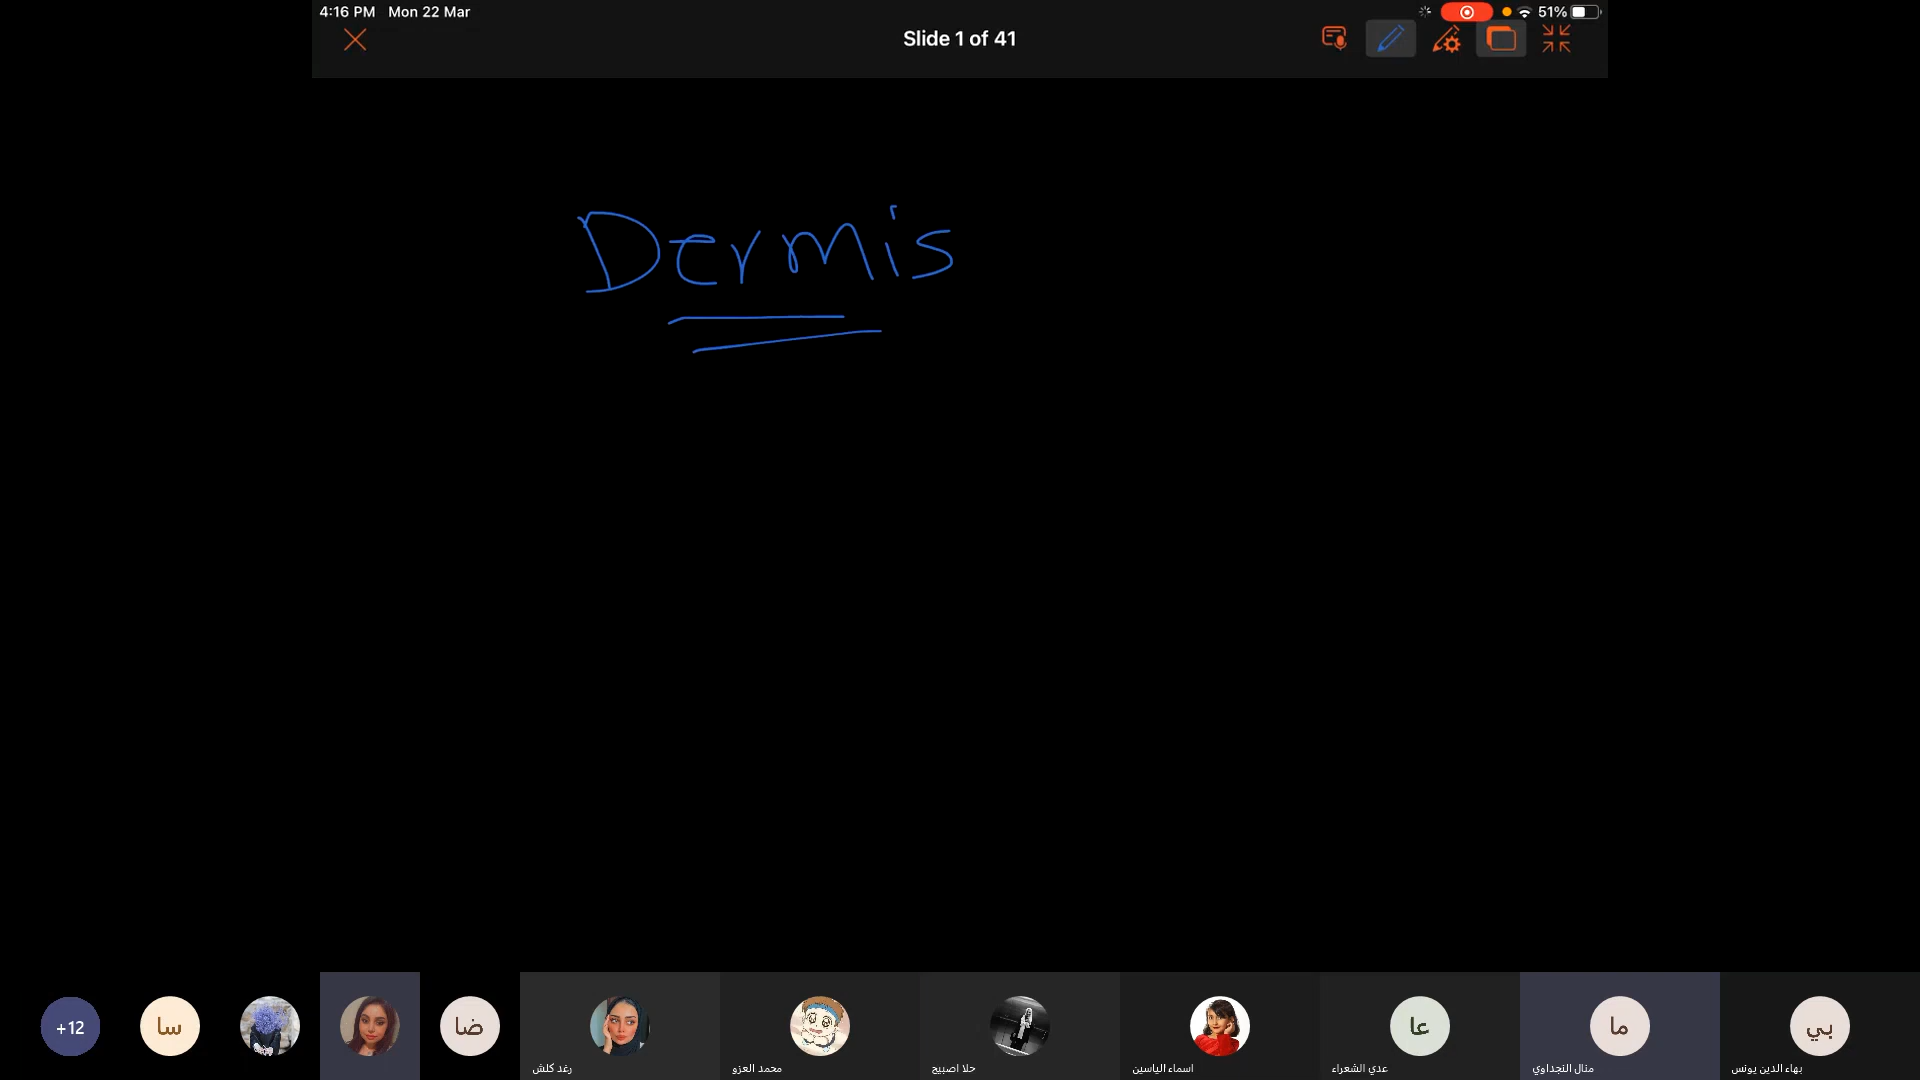 4:16 PM Mon 22 Mar
51%
Slide 1 of 41
Dermis
+12
سا
ضا
عا
ما
بي
رغد كلش
محمد العزو
حلا اصبيح
اسماء الياسين
عدي الشعراء
منال النجداوي
بهاء الدين يونس